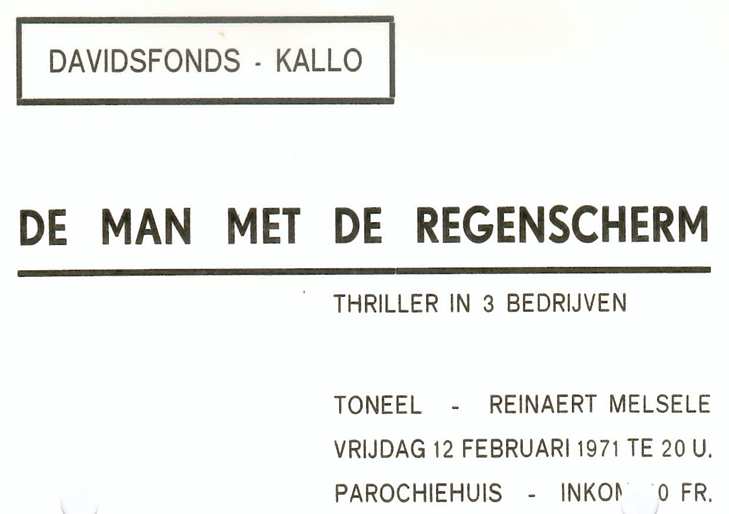 DAVIDSFONDS - KALLO
DE MAN MET DE REGENSCHERM
THRILLER IN 3 BEDRIJVEN
TONEEL - REINAERT MELSELE
VRIJDAG 12 FEBRUARI 1971 TE 20 U.
PAROCHIEHUIS - FR.